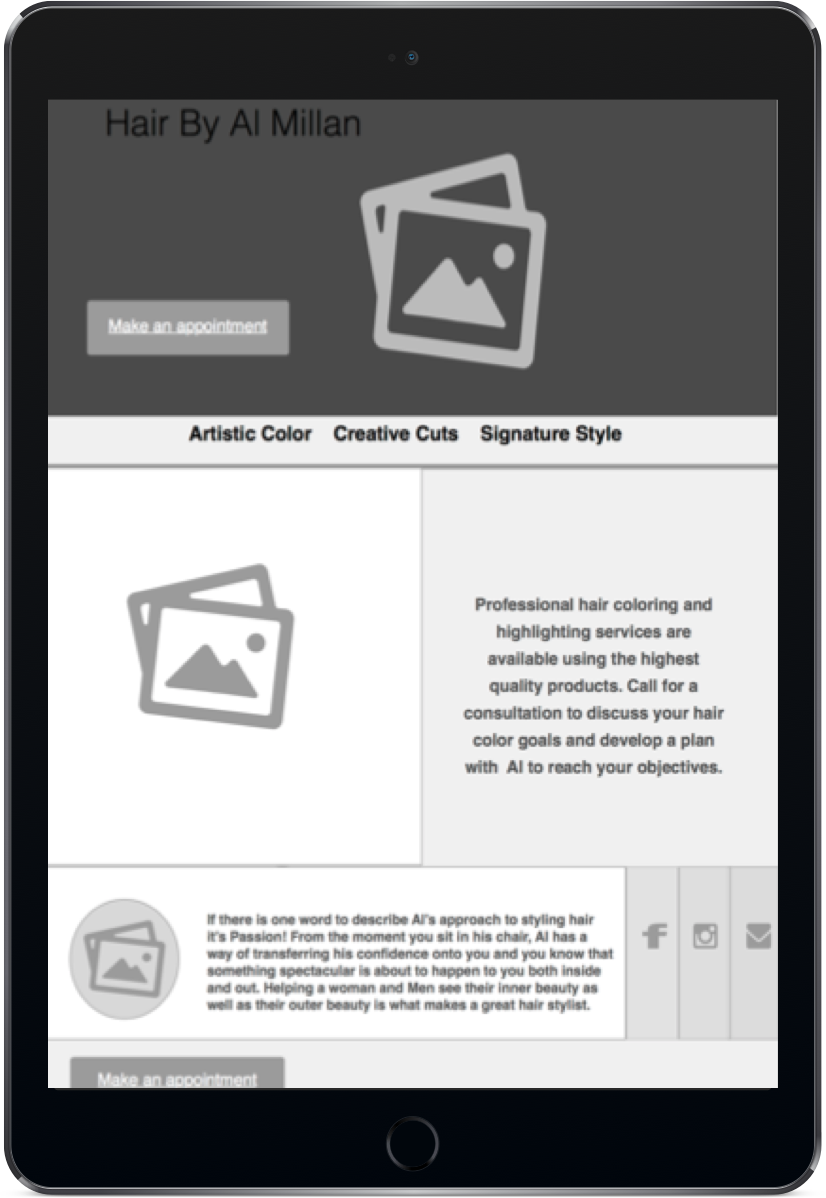 Hair By Al Millan
Make an appointment
Artistic Color Creative Cuts Signature Style
Professional hair coloring and
highlighting services are
available using the highest
quality products. Call for a
consultation to discuss your hair
color goals and develop a plan
with Al to reach your objectives.
If there is one word to describe Al's approach to styling hair
it's Passion! From the moment you sit in his chair, Al has a
way of transferring his confidence onto you and you know that
something spectacular is about to happen to you both inside
and out. Helping a woman and Men see their inner beauty as
well as their outer beauty is what makes a great hair stylist.
Make an appointment